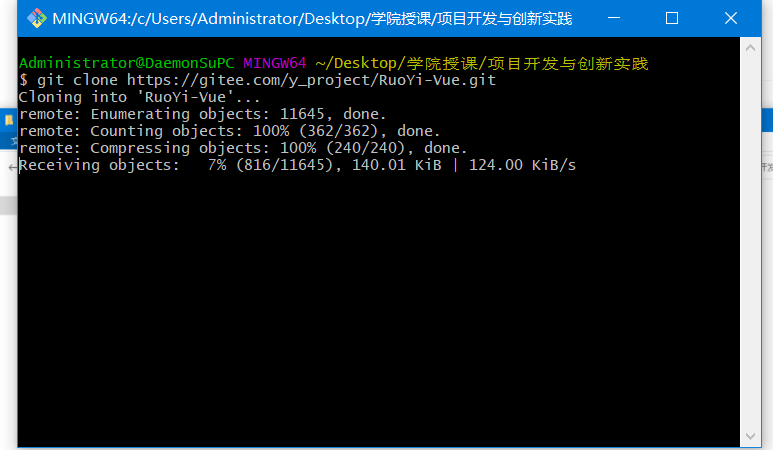 MINGW64:/c/Users/Administrator/Desktop/学院授课/项目开发与创新实践
Administrator@DaemonSuPC MINGW64 ~/Desktop/学院授课/项目开发与创新实践
$ git clone https://gitee.com/y_project/RuoYi-Vue.git
Cloning into 'RuoYi-Vue'...
remote: Enumerating objects: 11645, done.
remote: Counting objects: 100% (362/362), done.
remote: Compressing objects: 100% (240/240), done.
Receiving objects:   7% (816/11645), 140.01 KiB | 124.00 KiB/s